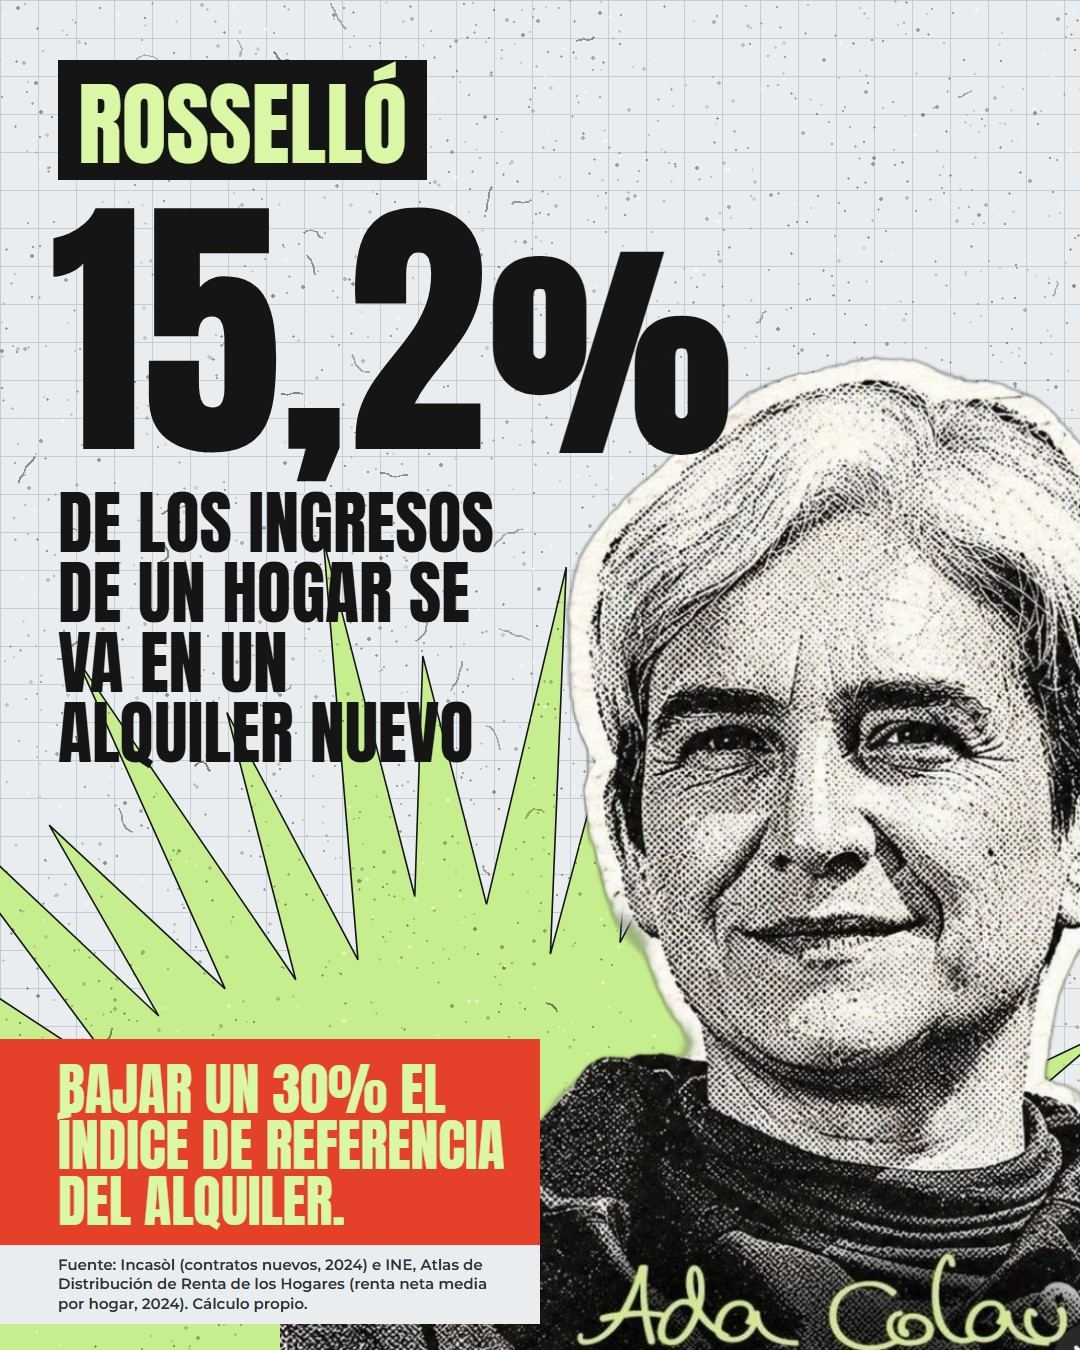 ROSSELLÓ
15,2%
DE LOS INGRESOS
DE UN HOGAR SE
VA EN UN
ALQUILER NUEVO
BAJAR UN 30% EL
ÍNDICE DE REFERENCIA
DEL ALQUILER.
Fuente: Incasòl (contratos nuevos, 2024) e INE, Atlas de
Distribución de Renta de los Hogares (renta neta media
por hogar, 2024). Cálculo propio.
Ada Colau